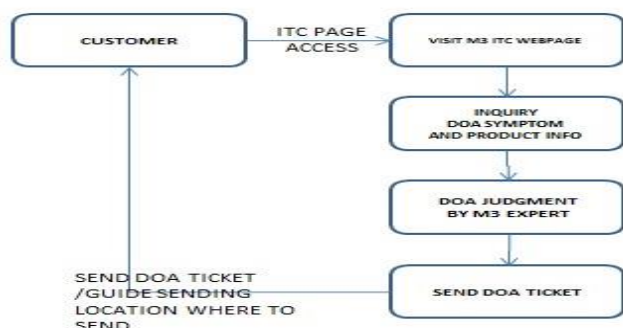 CUSTOMER
ITC PAGE
ACCESS
VISIT M3 ITC WEBPAGE
INQUIRY
DOA SYMPTOM
AND PRODUCT INFO
DOA JUDGMENT
BY M3 EXPERT
SEND DOA TICKET
/GUIDE SENDING
LOCATION WHERE TO
SEND
SEND DOA TICKET